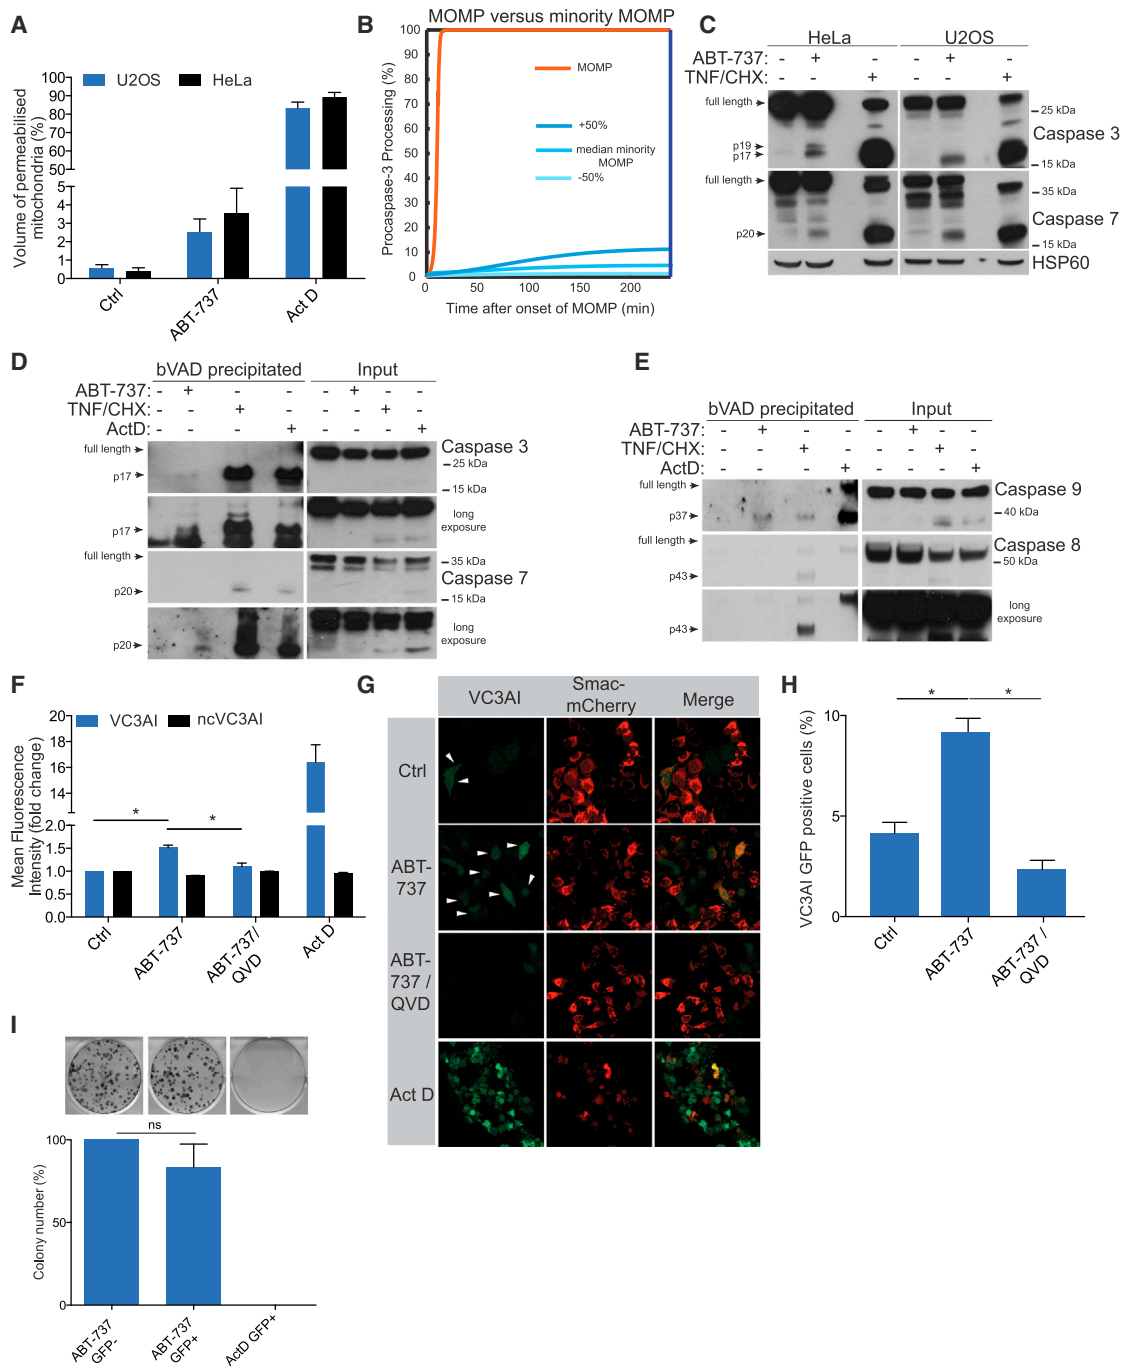 A
U2OS
HeLa
Volume of permeabilised
mitochondria (%)
100
90
80
70
60
50
5
4
3
2
1
0
Ctrl
ABT-737
Act D
B
MOMP versus minority MOMP
Procaspase-3 Processing (%)
100
90
80
70
60
50
40
30
20
10
0
MOMP
+50%
median minority
MOMP
-50%
0
50
100
150
200
Time after onset of MOMP (min)
C
HeLa
U2OS
ABT-737: - + - - + -
TNF/CHX: - - + - - +
full length
p19
p17
25 kDa
Caspase 3
15 kDa
full length
p20
35 kDa
Caspase 7
15 kDa
HSP60
D
bVAD precipitated
Input
ABT-737: - + - - - + - -
TNF/CHX: - - + - - - + -
ActD: - - - + - - - +
full length
p17
Caspase 3
25 kDa
15 kDa
p17
long
exposure
full length
p20
35 kDa
Caspase 7
15 kDa
p20
long
exposure
E
bVAD precipitated
Input
ABT-737: - + - - - + - -
TNF/CHX: - - + - - - + -
ActD: - - - + - - - +
full length
p37
Caspase 9
40 kDa
full length
p43
Caspase 8
50 kDa
p43
long
exposure
F
VC3AI
ncVC3AI
Mean Fluorescence
Intensity (fold change)
20
18
16
14
2.0
1.5
1.0
0.5
0.0
*
*
Ctrl
ABT-737
ABT-737/
QVD
Act D
G
VC3AI
Smac-
mCherry
Merge
Ctrl
ABT-
737
ABT-
737 /
QVD
Act D
H
VC3AI GFP positive cells (%)
10
5
0
*
*
Ctrl
ABT-737
ABT-737 /
QVD
I
ns
Colony number (%)
100
50
0
ABT-737
GFP-
ABT-737
GFP+
ActD GFP+